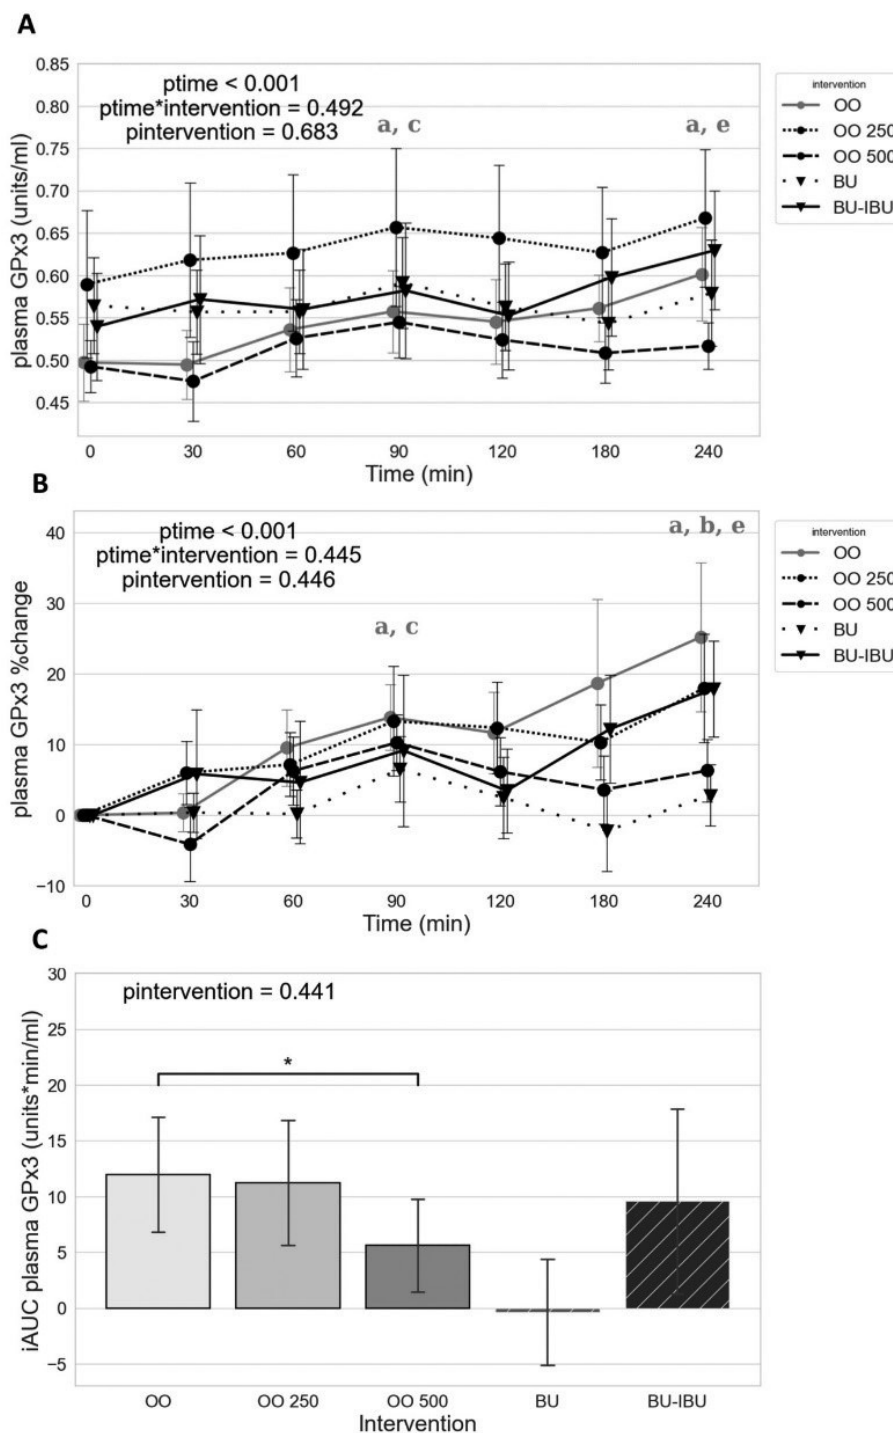 A
0.85
0.80
0.75
0.70
0.65
0.60
0.55
0.50
0.45
plasma GPx3 (units/ml)
ptime < 0.001
ptime*intervention = 0.492
pintervention = 0.683
a, c
a, e
intervention
OO
OO 250
OO 500
BU
BU-IBU
0 30 60 90 120 180 240
Time (min)
B
40
30
20
10
0
−10
plasma GPx3 %change
ptime < 0.001
ptime*intervention = 0.445
pintervention = 0.446
a, c
a, b, e
intervention
OO
OO 250
OO 500
BU
BU-IBU
0 30 60 90 120 180 240
Time (min)
C
30
25
20
15
10
5
0
−5
iAUC plasma GPx3 (units*min/ml)
pintervention = 0.441
*
OO OO 250 OO 500 BU BU-IBU
Intervention